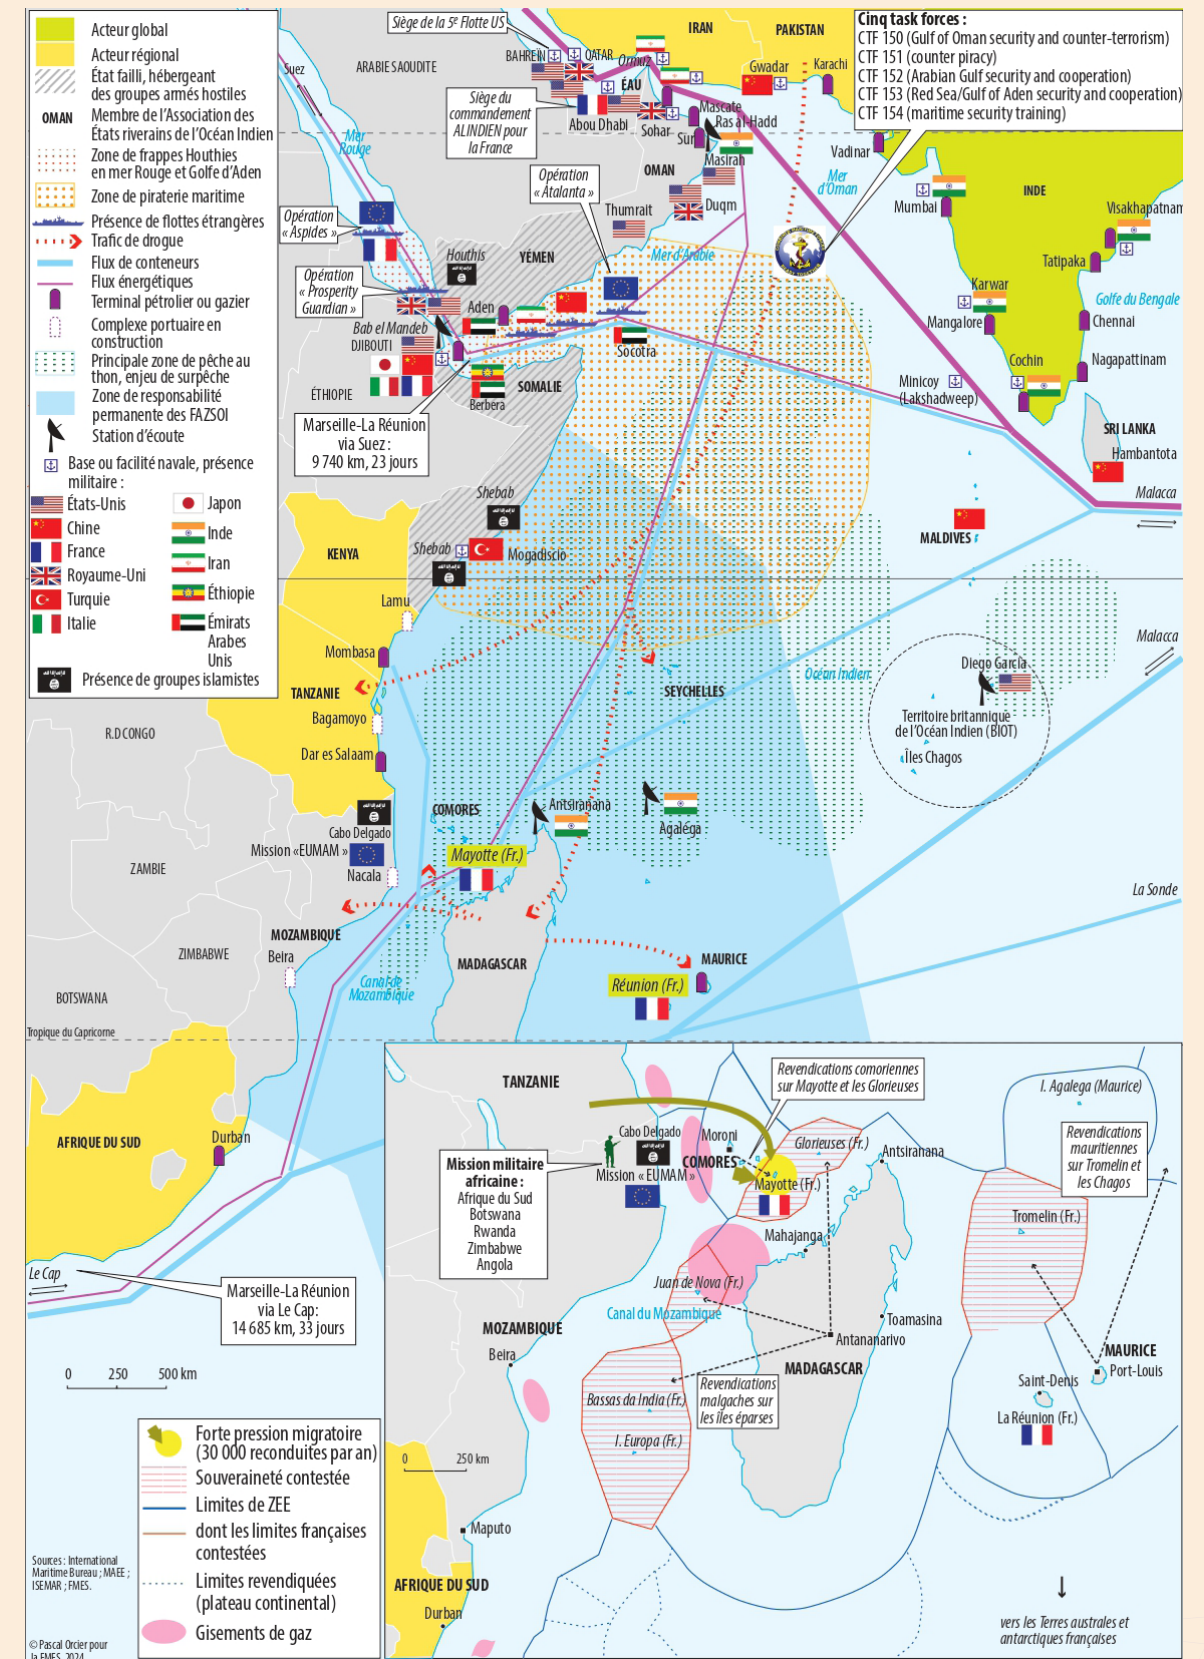 Acteur global
Acteur régional
État failli, hébergeant
des groupes armés hostiles
OMAN Membre de l'Association des
États riverains de l'Océan Indien
Zone de frappes Houthies
en mer Rouge et Golfe d'Aden
Zone de piraterie maritime
Présence de flottes étrangères
Trafic de drogue
Flux de conteneurs
Flux énergétiques
Terminal pétrolier ou gazier
Complexe portuaire en
construction
Principale zone de pêche au
thon, enjeu de surpêche
Zone de responsabilité
permanente des FAZSOI
Station d'écoute
Base ou facilité navale, présence
militaire :
États-Unis
Chine
France
Royaume-Uni
Turquie
Italie
Japon
Inde
Iran
Éthiopie
Émirats
Arabes
Unis
Présence de groupes islamistes
Siège de la 5e Flotte US
Cinq task forces :
CTF 150 (Gulf of Oman security and counter-terrorism)
CTF 151 (counter piracy)
CTF 152 (Arabian Gulf security and cooperation)
CTF 153 (Red Sea/Gulf of Aden security and cooperation)
CTF 154 (maritime security training)
IRAN
PAKISTAN
BAHREÏN
QATAR
Ormuz
Suez
ARABIE SAOUDITE
Gwadar
Karachi
ÉAU
Siège du
commandement
ALINDIEN pour
la France
Abou Dhabi
Sohar
Mascate
Ras al-Hadd
Sur
Masirah
Mer
Rouge
OMAN
Vadinar
Mer
d'Oman
INDE
Opération
« Atalanta »
Thumrait
Duqm
Mumbai
Visakhapatnam
Opération
« Aspides »
Houthis
YÉMEN
Mer d'Arabie
Tatipaka
Opération
« Prosperity
Guardian »
Aden
Karwar
Golfe du Bengale
Bab el Mandeb
DJIBOUTI
Socotra
Mangalore
Chennai
ÉTHIOPIE
SOMALIE
Berbera
Cochin
Nagapattinam
Minicoy
(Lakshadweep)
Marseille-La Réunion
via Suez :
9 740 km, 23 jours
SRI LANKA
Hambantota
Malacca
Shebab
KENYA
Shebab
Mogadiscio
MALDIVES
Lamu
Mombasa
Malacca
TANZANIE
Bagamoyo
SEYCHELLES
Océan Indien
Diego Garcia
Territoire britannique
de l'Océan Indien (BIOT)
Îles Chagos
R.D CONGO
Dar es Salaam
COMORES
Antsiranana
Agaléga
Cabo Delgado
Mission «EUMAM »
Mayotte (Fr.)
ZAMBIE
Nacala
La Sonde
MOZAMBIQUE
ZIMBABWE
Beira
MADAGASCAR
MAURICE
Réunion (Fr.)
Canal de
Mozambique
BOTSWANA
Tropique du Capricorne
AFRIQUE DU SUD
Durban
Le Cap
Marseille-La Réunion
via Le Cap:
14 685 km, 33 jours
0 250 500 km
Forte pression migratoire
(30 000 reconduites par an)
Souveraineté contestée
Limites de ZEE
dont les limites françaises
contestées
Limites revendiquées
(plateau continental)
Gisements de gaz
Sources : International
Maritime Bureau ; MAEE ;
ISEMAR ; FMES.
© Pascal Orcier pour
la FMES, 2024
TANZANIE
Revendications comoriennes
sur Mayotte et les Glorieuses
I. Agalega (Maurice)
Cabo Delgado
Moroni
COMORES
Glorieuses (Fr.)
Antsiranana
Revendications
mauritiennes
sur Tromelin et
les Chagos
Mission militaire
africaine :
Afrique du Sud
Botswana
Rwanda
Zimbabwe
Angola
Mission « EUMAM »
Mayotte (Fr.)
Tromelin (Fr.)
Mahajanga
Juan de Nova (Fr.)
Canal du Mozambique
MOZAMBIQUE
Toamasina
Antananarivo
Beira
MADAGASCAR
MAURICE
Port-Louis
Saint-Denis
La Réunion (Fr.)
Bassas da India (Fr.)
Revendications
malgaches sur
les îles éparses
I. Europa (Fr.)
0 250 km
Maputo
AFRIQUE DU SUD
Durban
vers les Terres australes et
antarctiques françaises